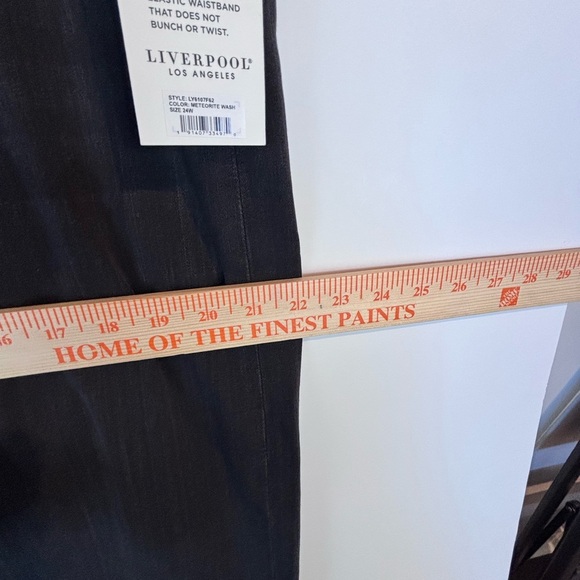 ELASTIC WAISTBAND
THAT DOES NOT
BUNCH OR TWIST.
LIVERPOOL®
LOS ANGELES
STYLE: LY5167F62
COLOR: METEORITE WASH
SIZE 24W
16 17 18 19 20 21 22 23 24 25 26 27 28 29
HOME OF THE FINEST PAINTS